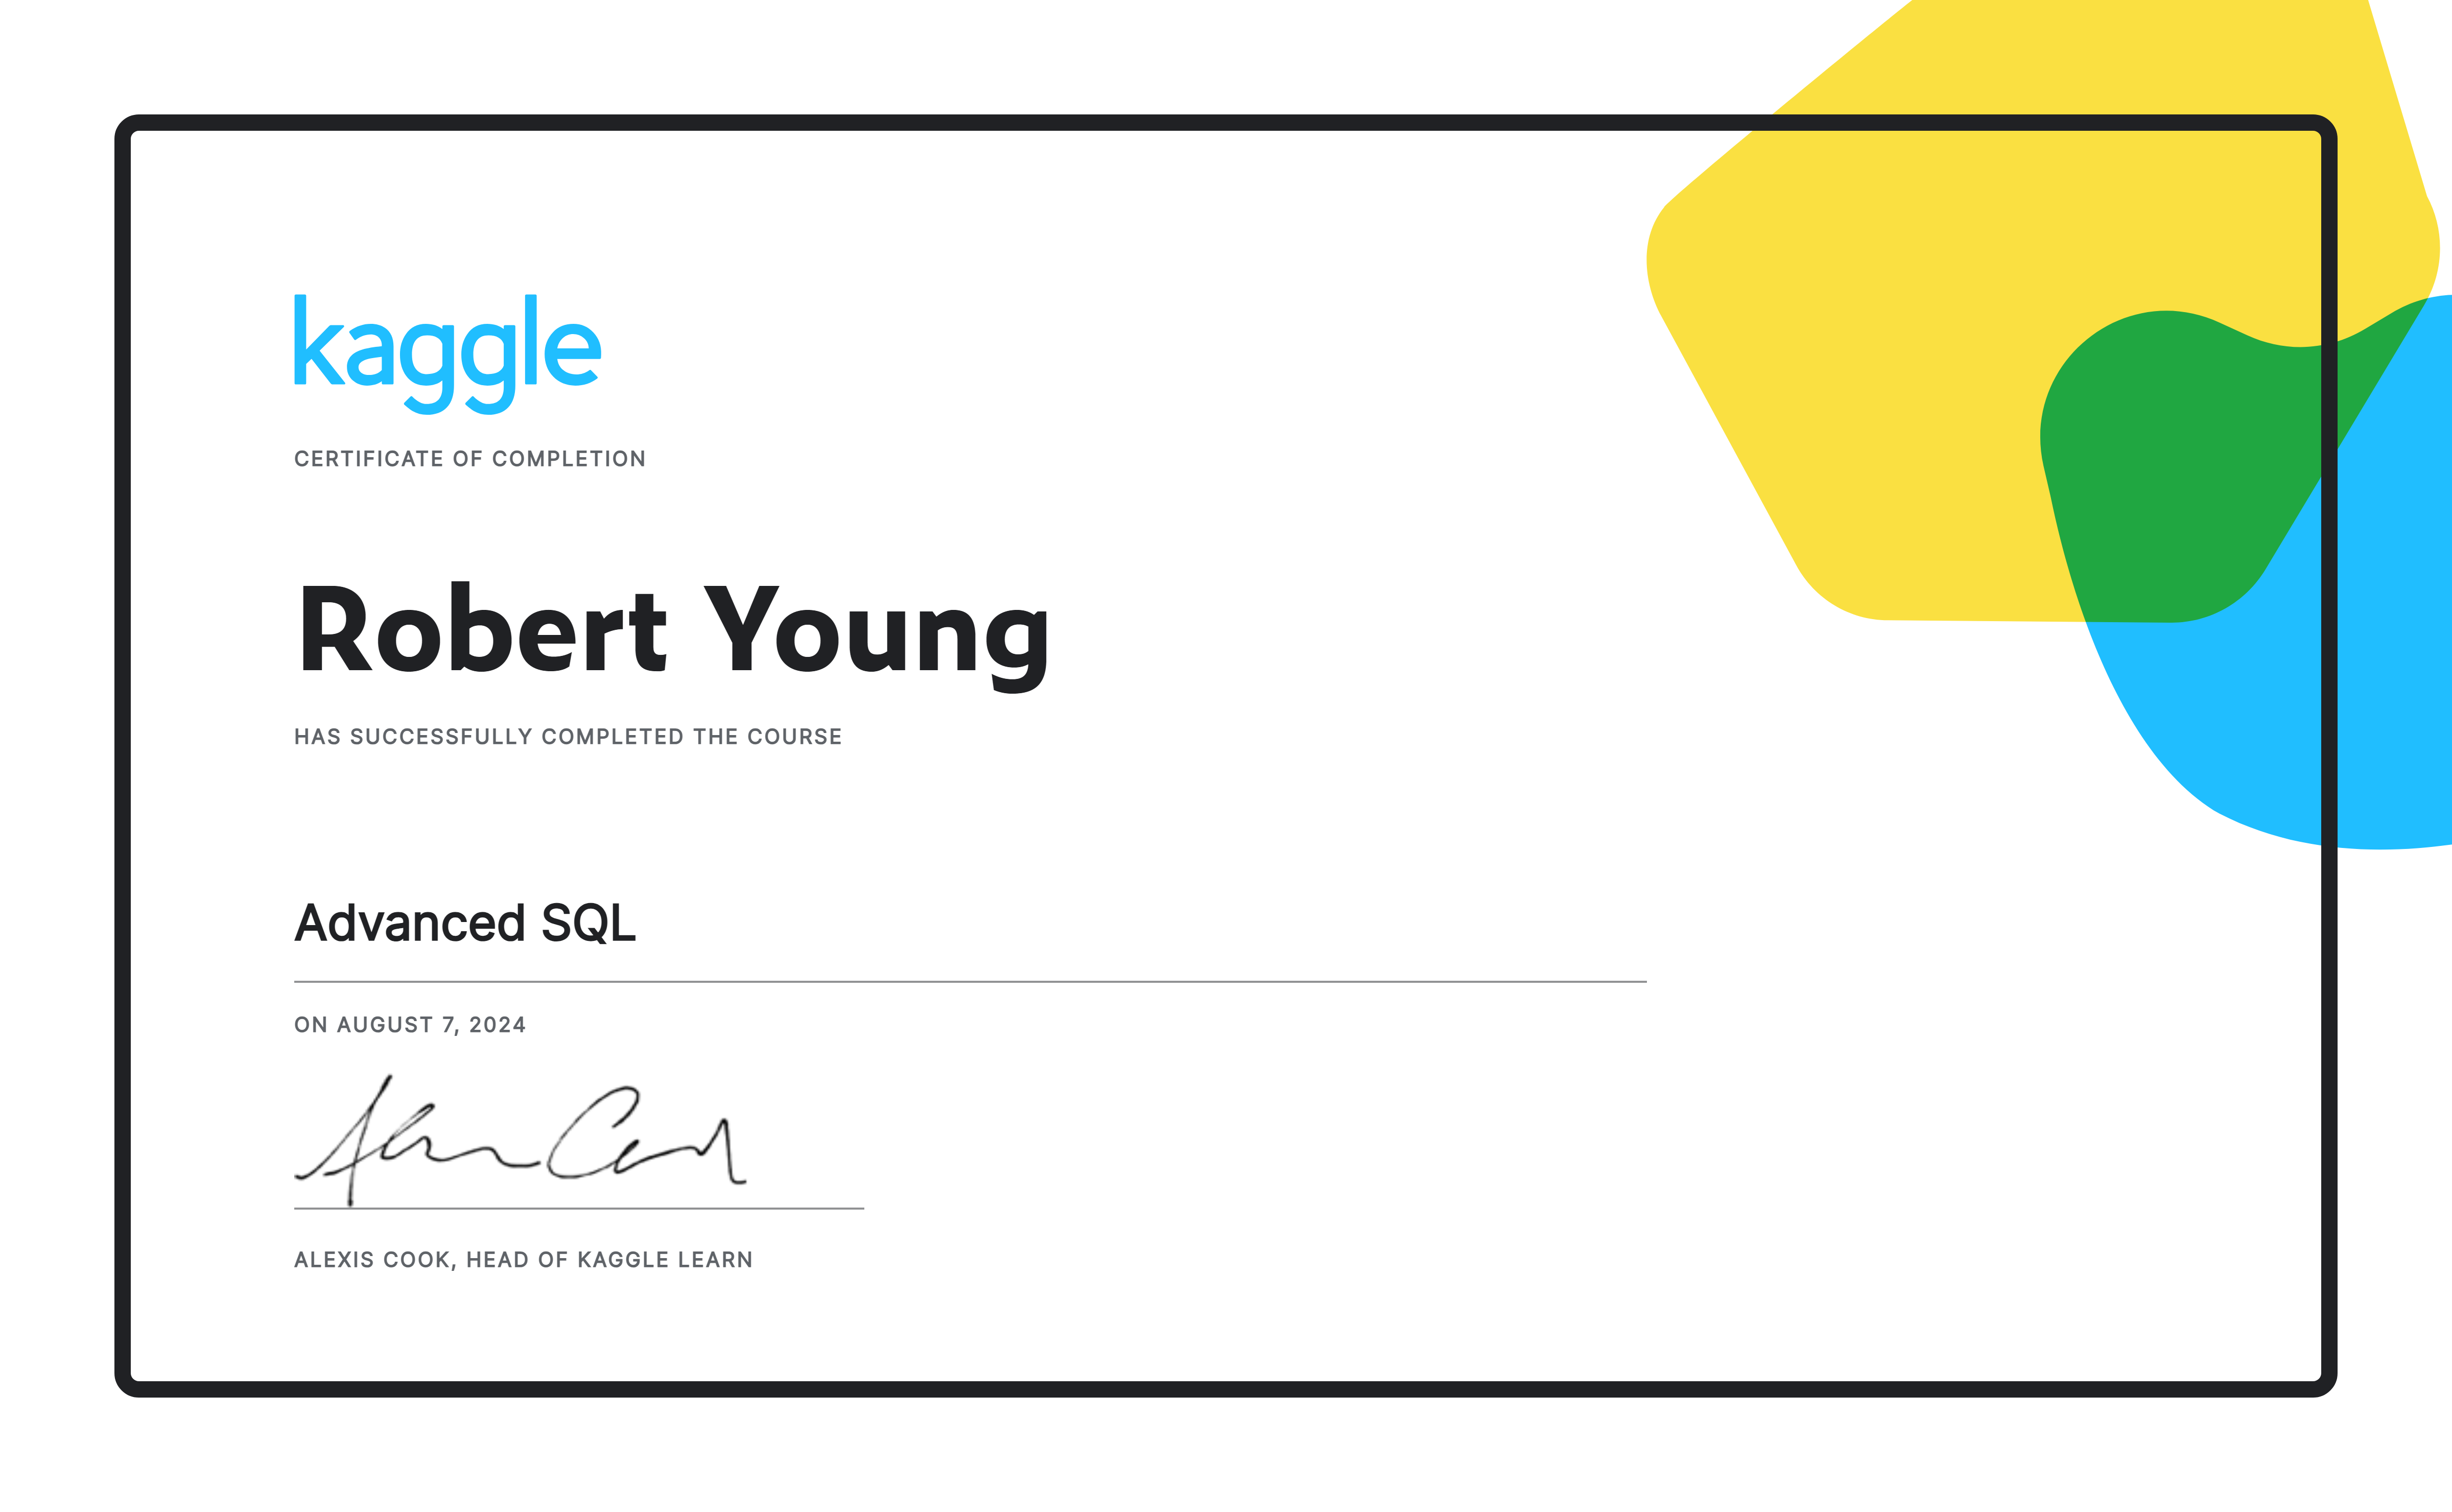 kaggle
CERTIFICATE OF COMPLETION
Robert Young
HAS SUCCESSFULLY COMPLETED THE COURSE
Advanced SQL
ON AUGUST 7, 2024
ALEXIS COOK, HEAD OF KAGGLE LEARN